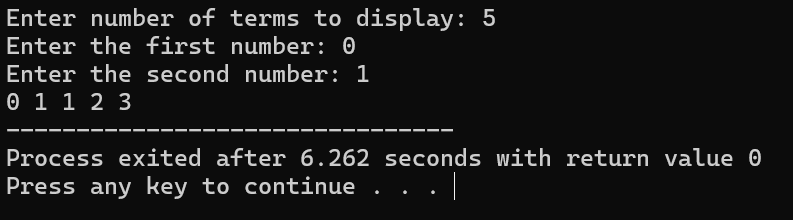 Enter number of terms to display: 5
Enter the first number: 0
Enter the second number: 1
0 1 1 2 3
--------------------------------
Process exited after 6.262 seconds with return value 0
Press any key to continue . . .